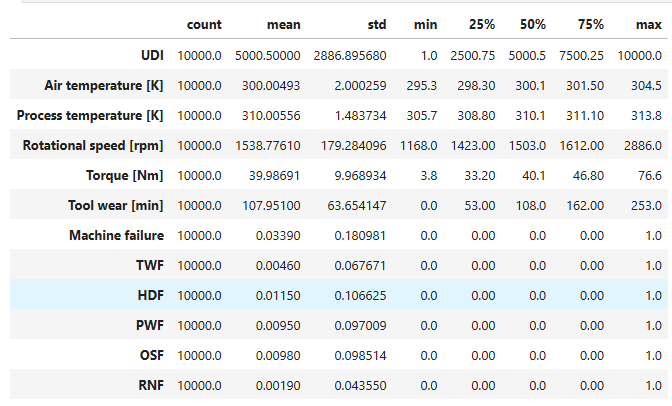 count mean std min 25% 50% 75% max
UDI 10000.0 5000.50000 2886.895680 1.0 2500.75 5000.5 7500.25 10000.0
Air temperature [K] 10000.0 300.00493 2.000259 295.3 298.30 300.1 301.50 304.5
Process temperature [K] 10000.0 310.00556 1.483734 305.7 308.80 310.1 311.10 313.8
Rotational speed [rpm] 10000.0 1538.77610 179.284096 1168.0 1423.00 1503.0 1612.00 2886.0
Torque [Nm] 10000.0 39.98691 9.968934 3.8 33.20 40.1 46.80 76.6
Tool wear [min] 10000.0 107.95100 63.654147 0.0 53.00 108.0 162.00 253.0
Machine failure 10000.0 0.03390 0.180981 0.0 0.00 0.0 0.00 1.0
TWF 10000.0 0.00460 0.067671 0.0 0.00 0.0 0.00 1.0
HDF 10000.0 0.01150 0.106625 0.0 0.00 0.0 0.00 1.0
PWF 10000.0 0.00950 0.097009 0.0 0.00 0.0 0.00 1.0
OSF 10000.0 0.00980 0.098514 0.0 0.00 0.0 0.00 1.0
RNF 10000.0 0.00190 0.043550 0.0 0.00 0.0 0.00 1.0